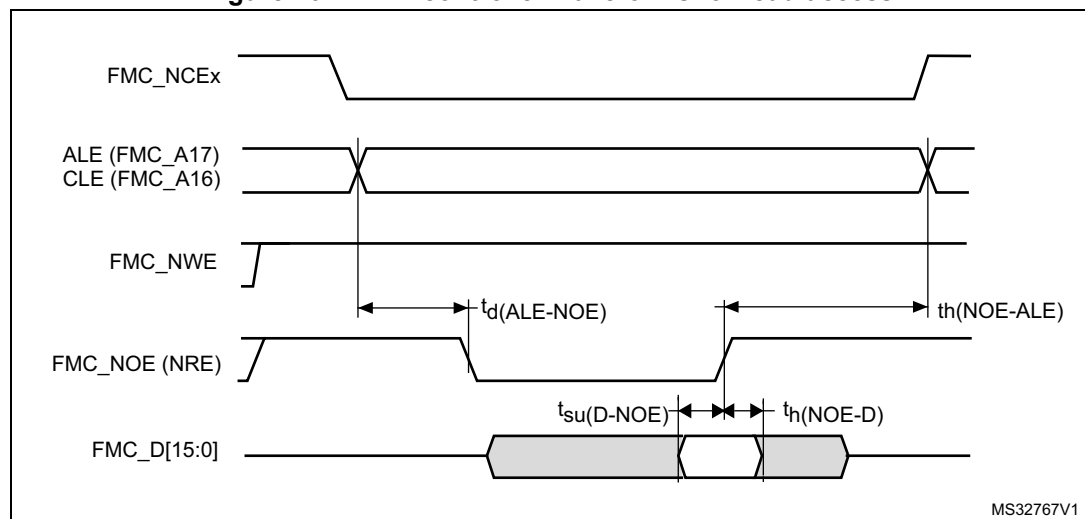 FMC_NCEx
ALE (FMC_A17)
CLE (FMC_A16)
FMC_NWE
td(ALE-NOE)
th(NOE-ALE)
FMC_NOE (NRE)
tsu(D-NOE)
th(NOE-D)
FMC_D[15:0]
MS32767V1